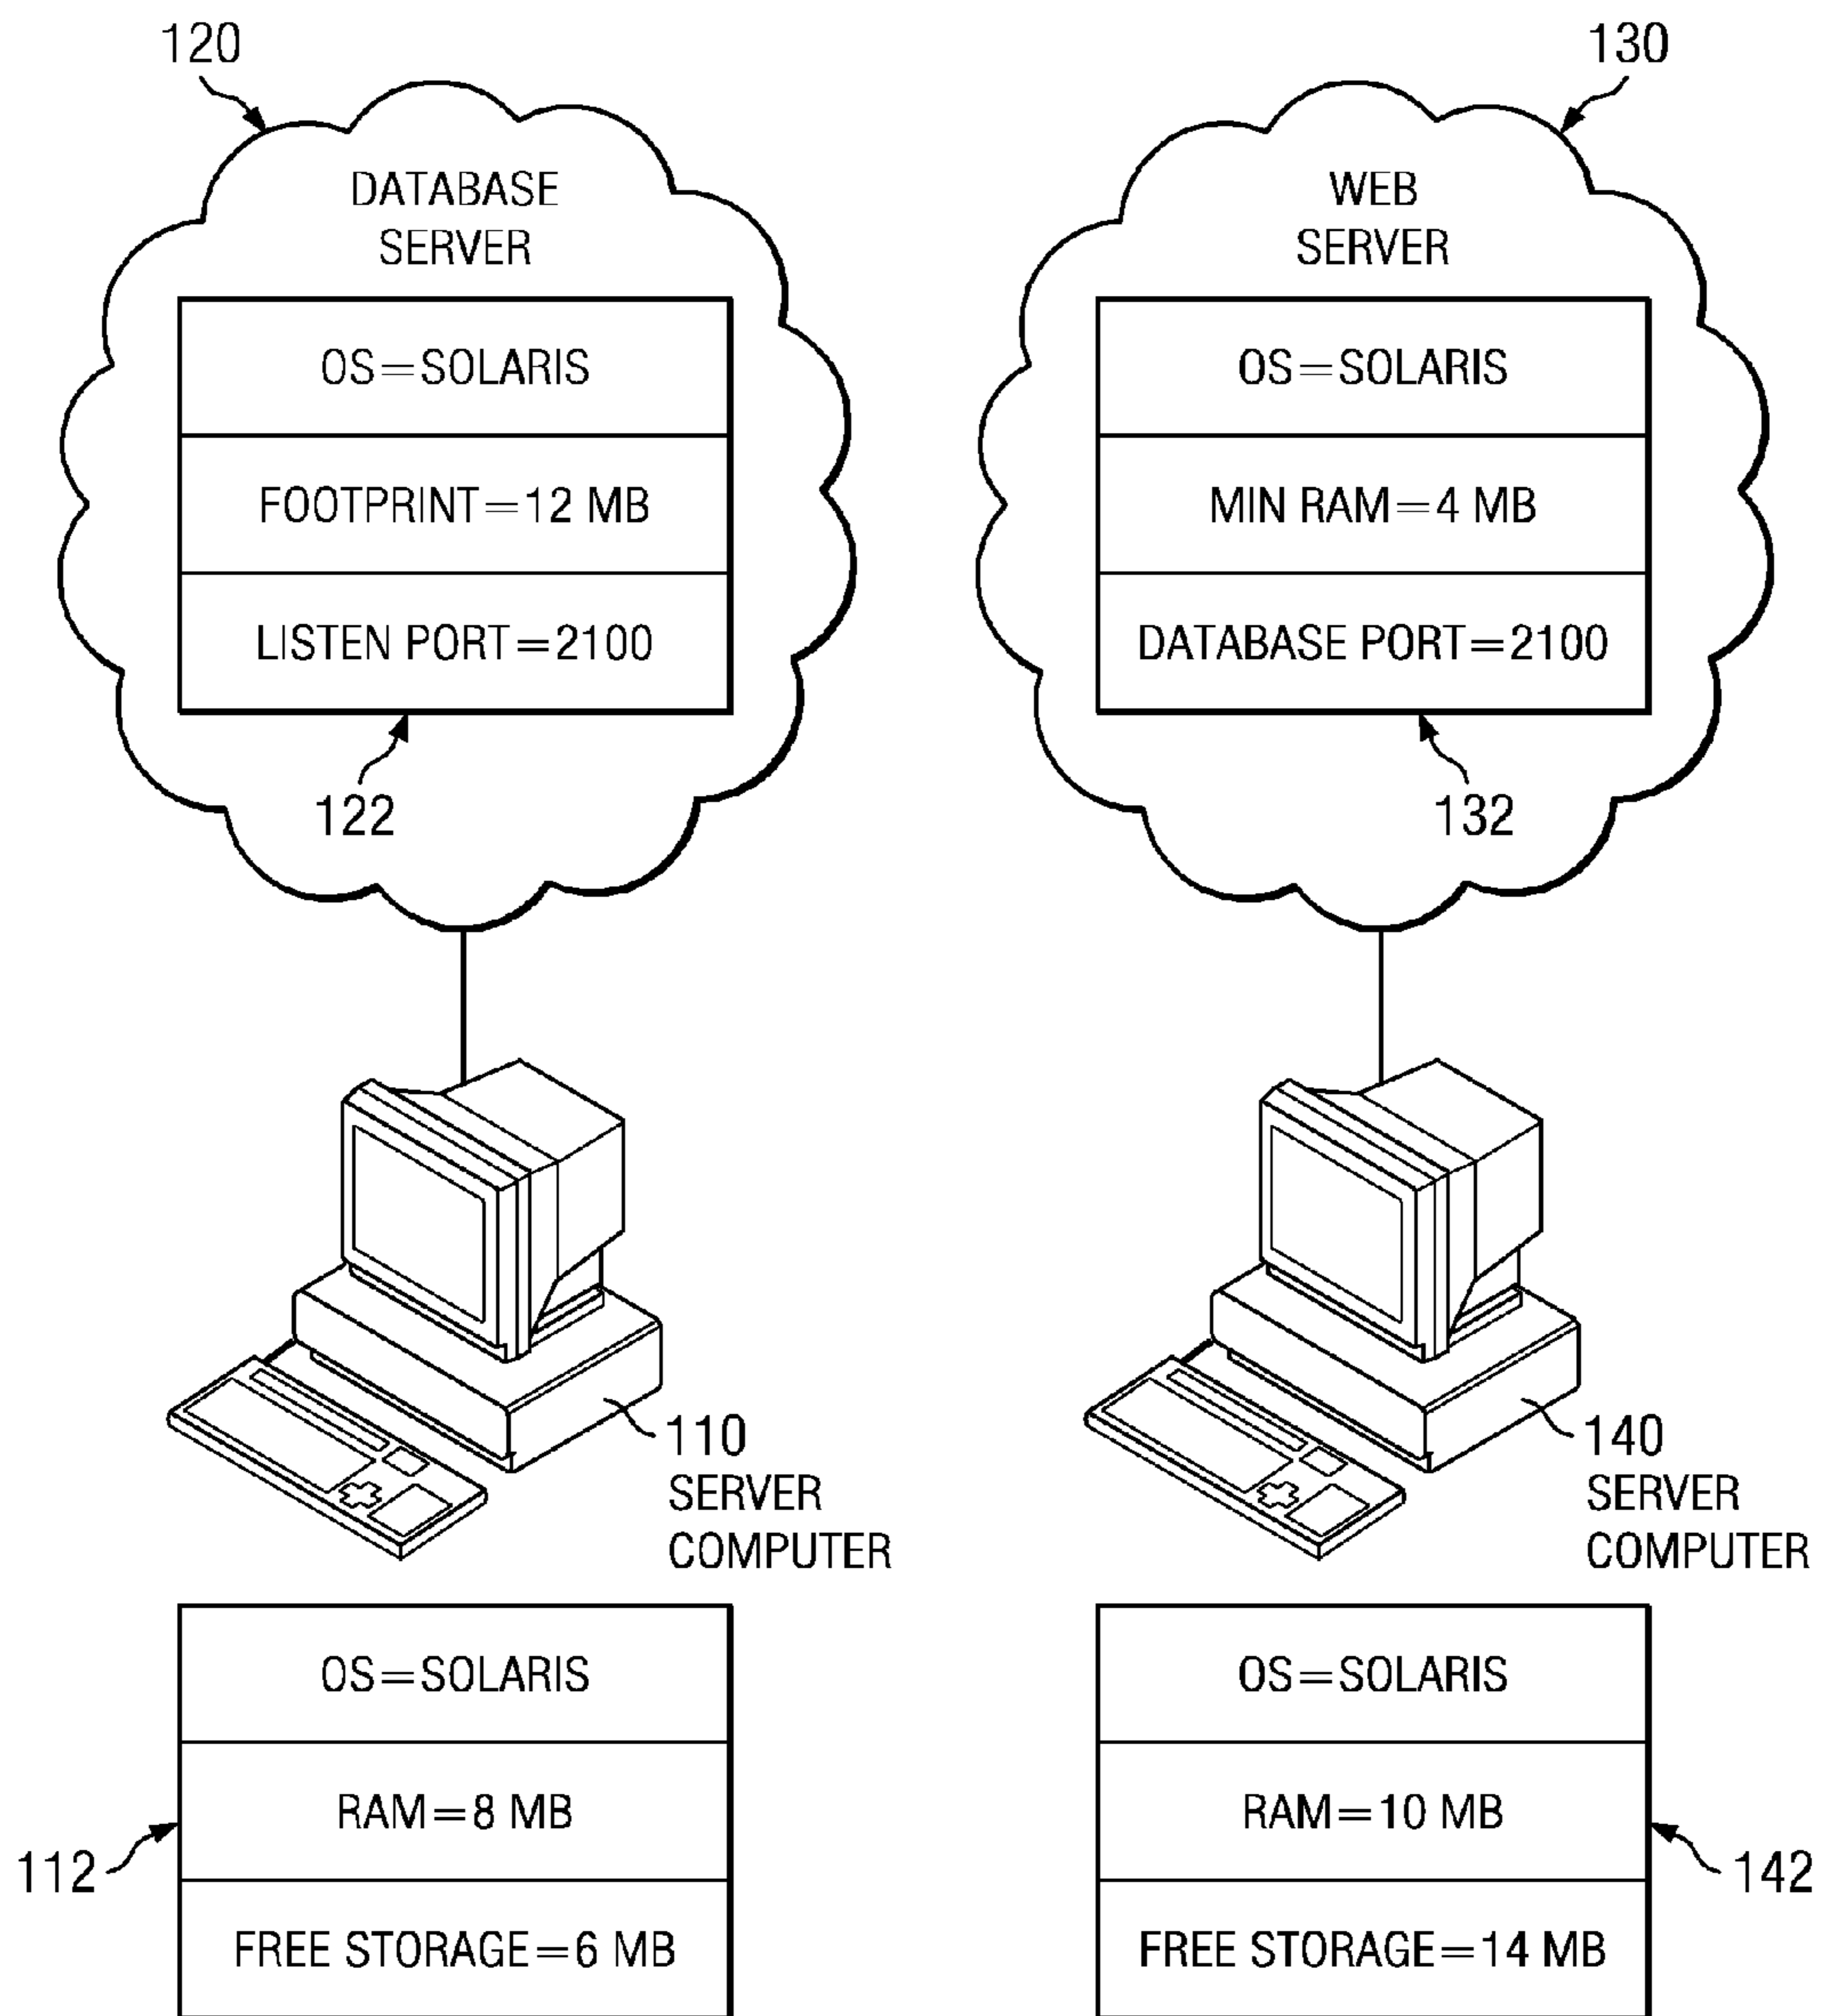 120
130
DATABASE
SERVER
OS=SOLARIS
FOOTPRINT=12 MB
LISTEN PORT=2100
122
WEB
SERVER
OS=SOLARIS
MIN RAM=4 MB
DATABASE PORT=2100
132
110
SERVER
COMPUTER
140
SERVER
COMPUTER
OS=SOLARIS
RAM=8 MB
FREE STORAGE=6 MB
112
OS=SOLARIS
RAM=10 MB
FREE STORAGE=14 MB
142